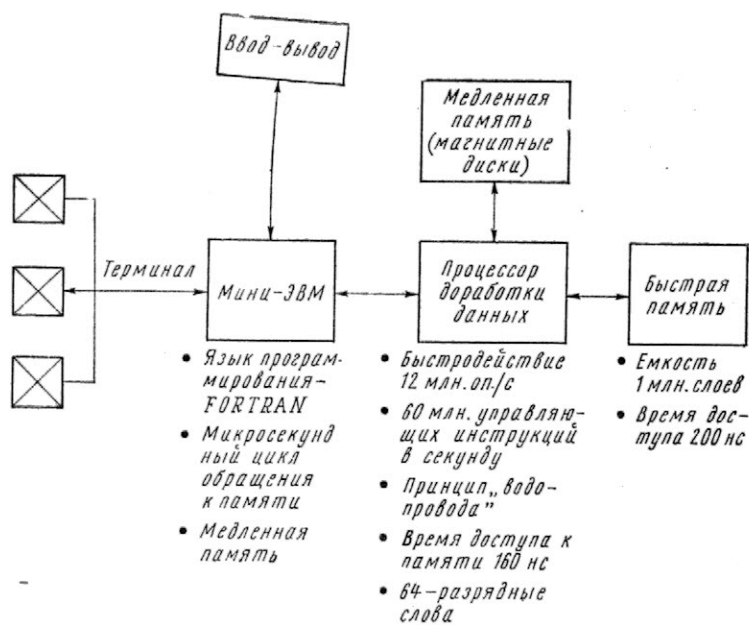 Ввод-вывод
Медленная
память
(магнитные
диски)
Терминал
Мини-ЭВМ
Процессор
доработки
данных
Быстрая
память
• Язык програм-
мирования-
FORTRAN
• Микросекунд
ный цикл
обращения
к памяти
• Медленная
память
• Быстродействие
12 млн. оп./с
• 60 млн. управляю-
щих инструкций
в секунду
• Принцип „водо-
провода”
• Время доступа к
памяти 160 нс
• 64-разрядные
слова
• Емкость
1 млн. слоев
• Время дос-
тупа 200 нс